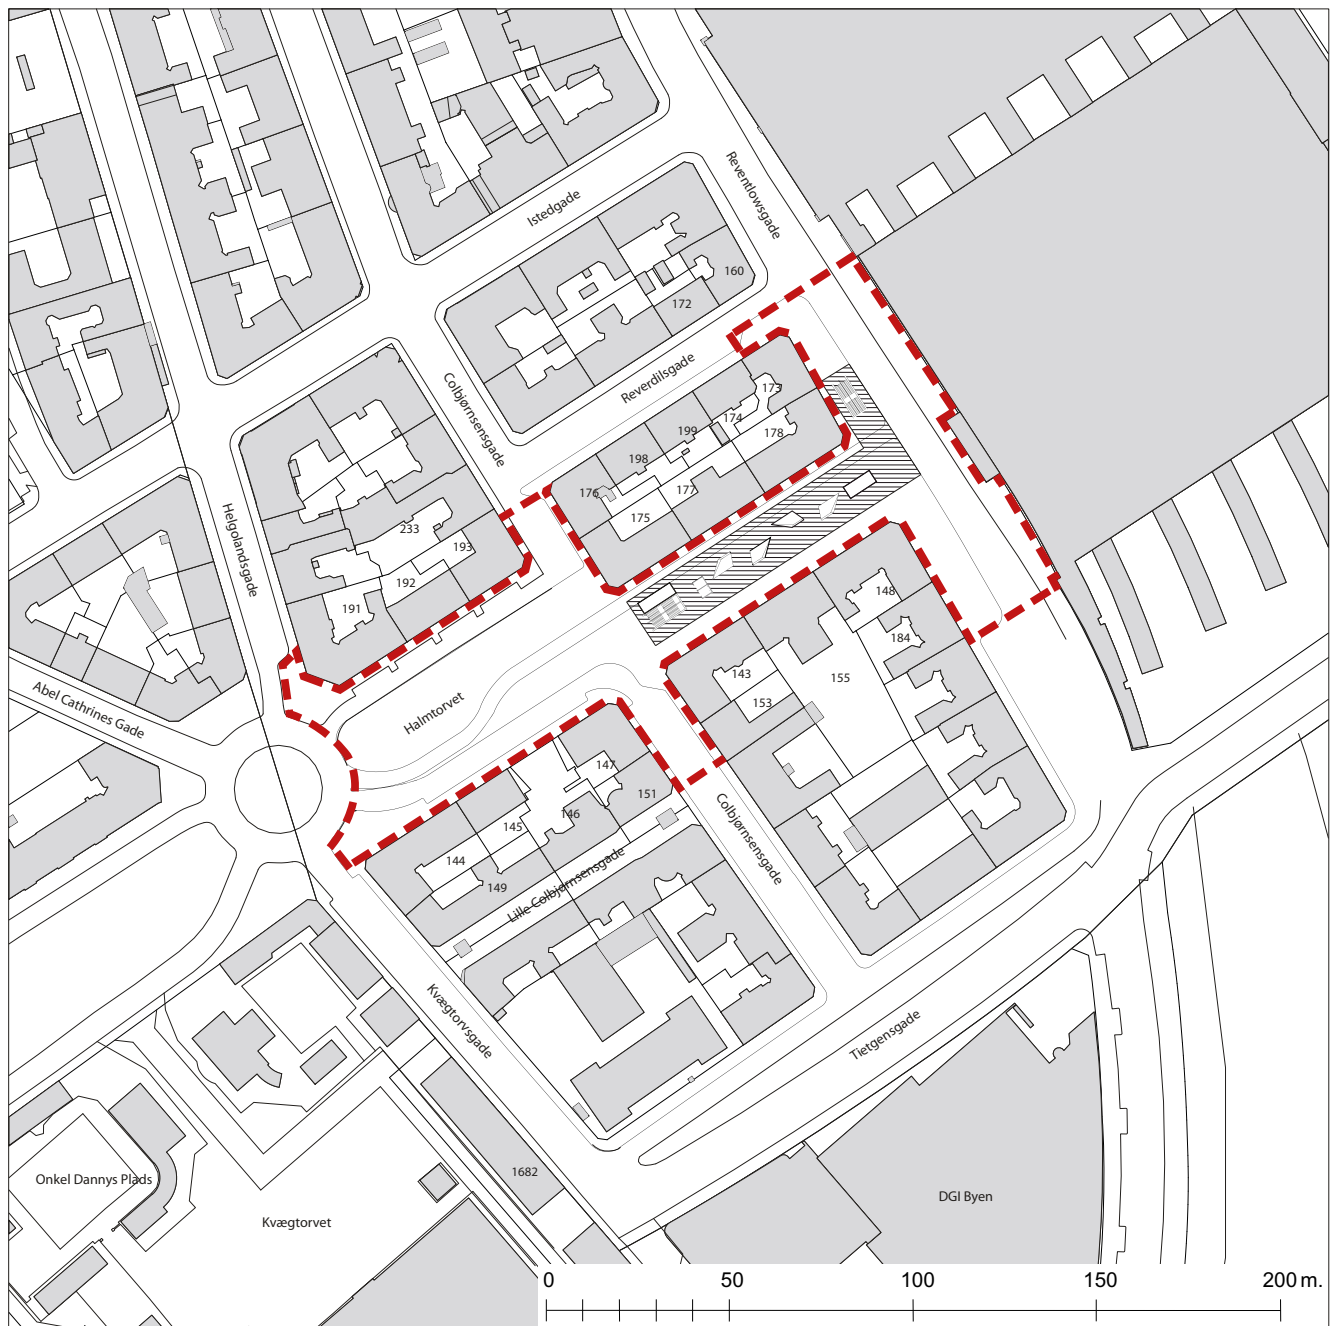 Istedgade
Reventlowsgade
160
172
Reverdilsgade
Colbjørnsensgade
173
174
178
199
198
176
177
175
Helgolandsgade
233
193
192
191
148
184
143
155
153
Abel Cathrines Gade
Halmtorvet
147
151
146
145
144
149
Lille Colbjørnsensgade
Colbjørnsensgade
Kvægtorvsgade
Tietgensgade
Onkel Dannys Plads
1682
DGI Byen
Kvægtorvet
0 50 100 150 200 m.